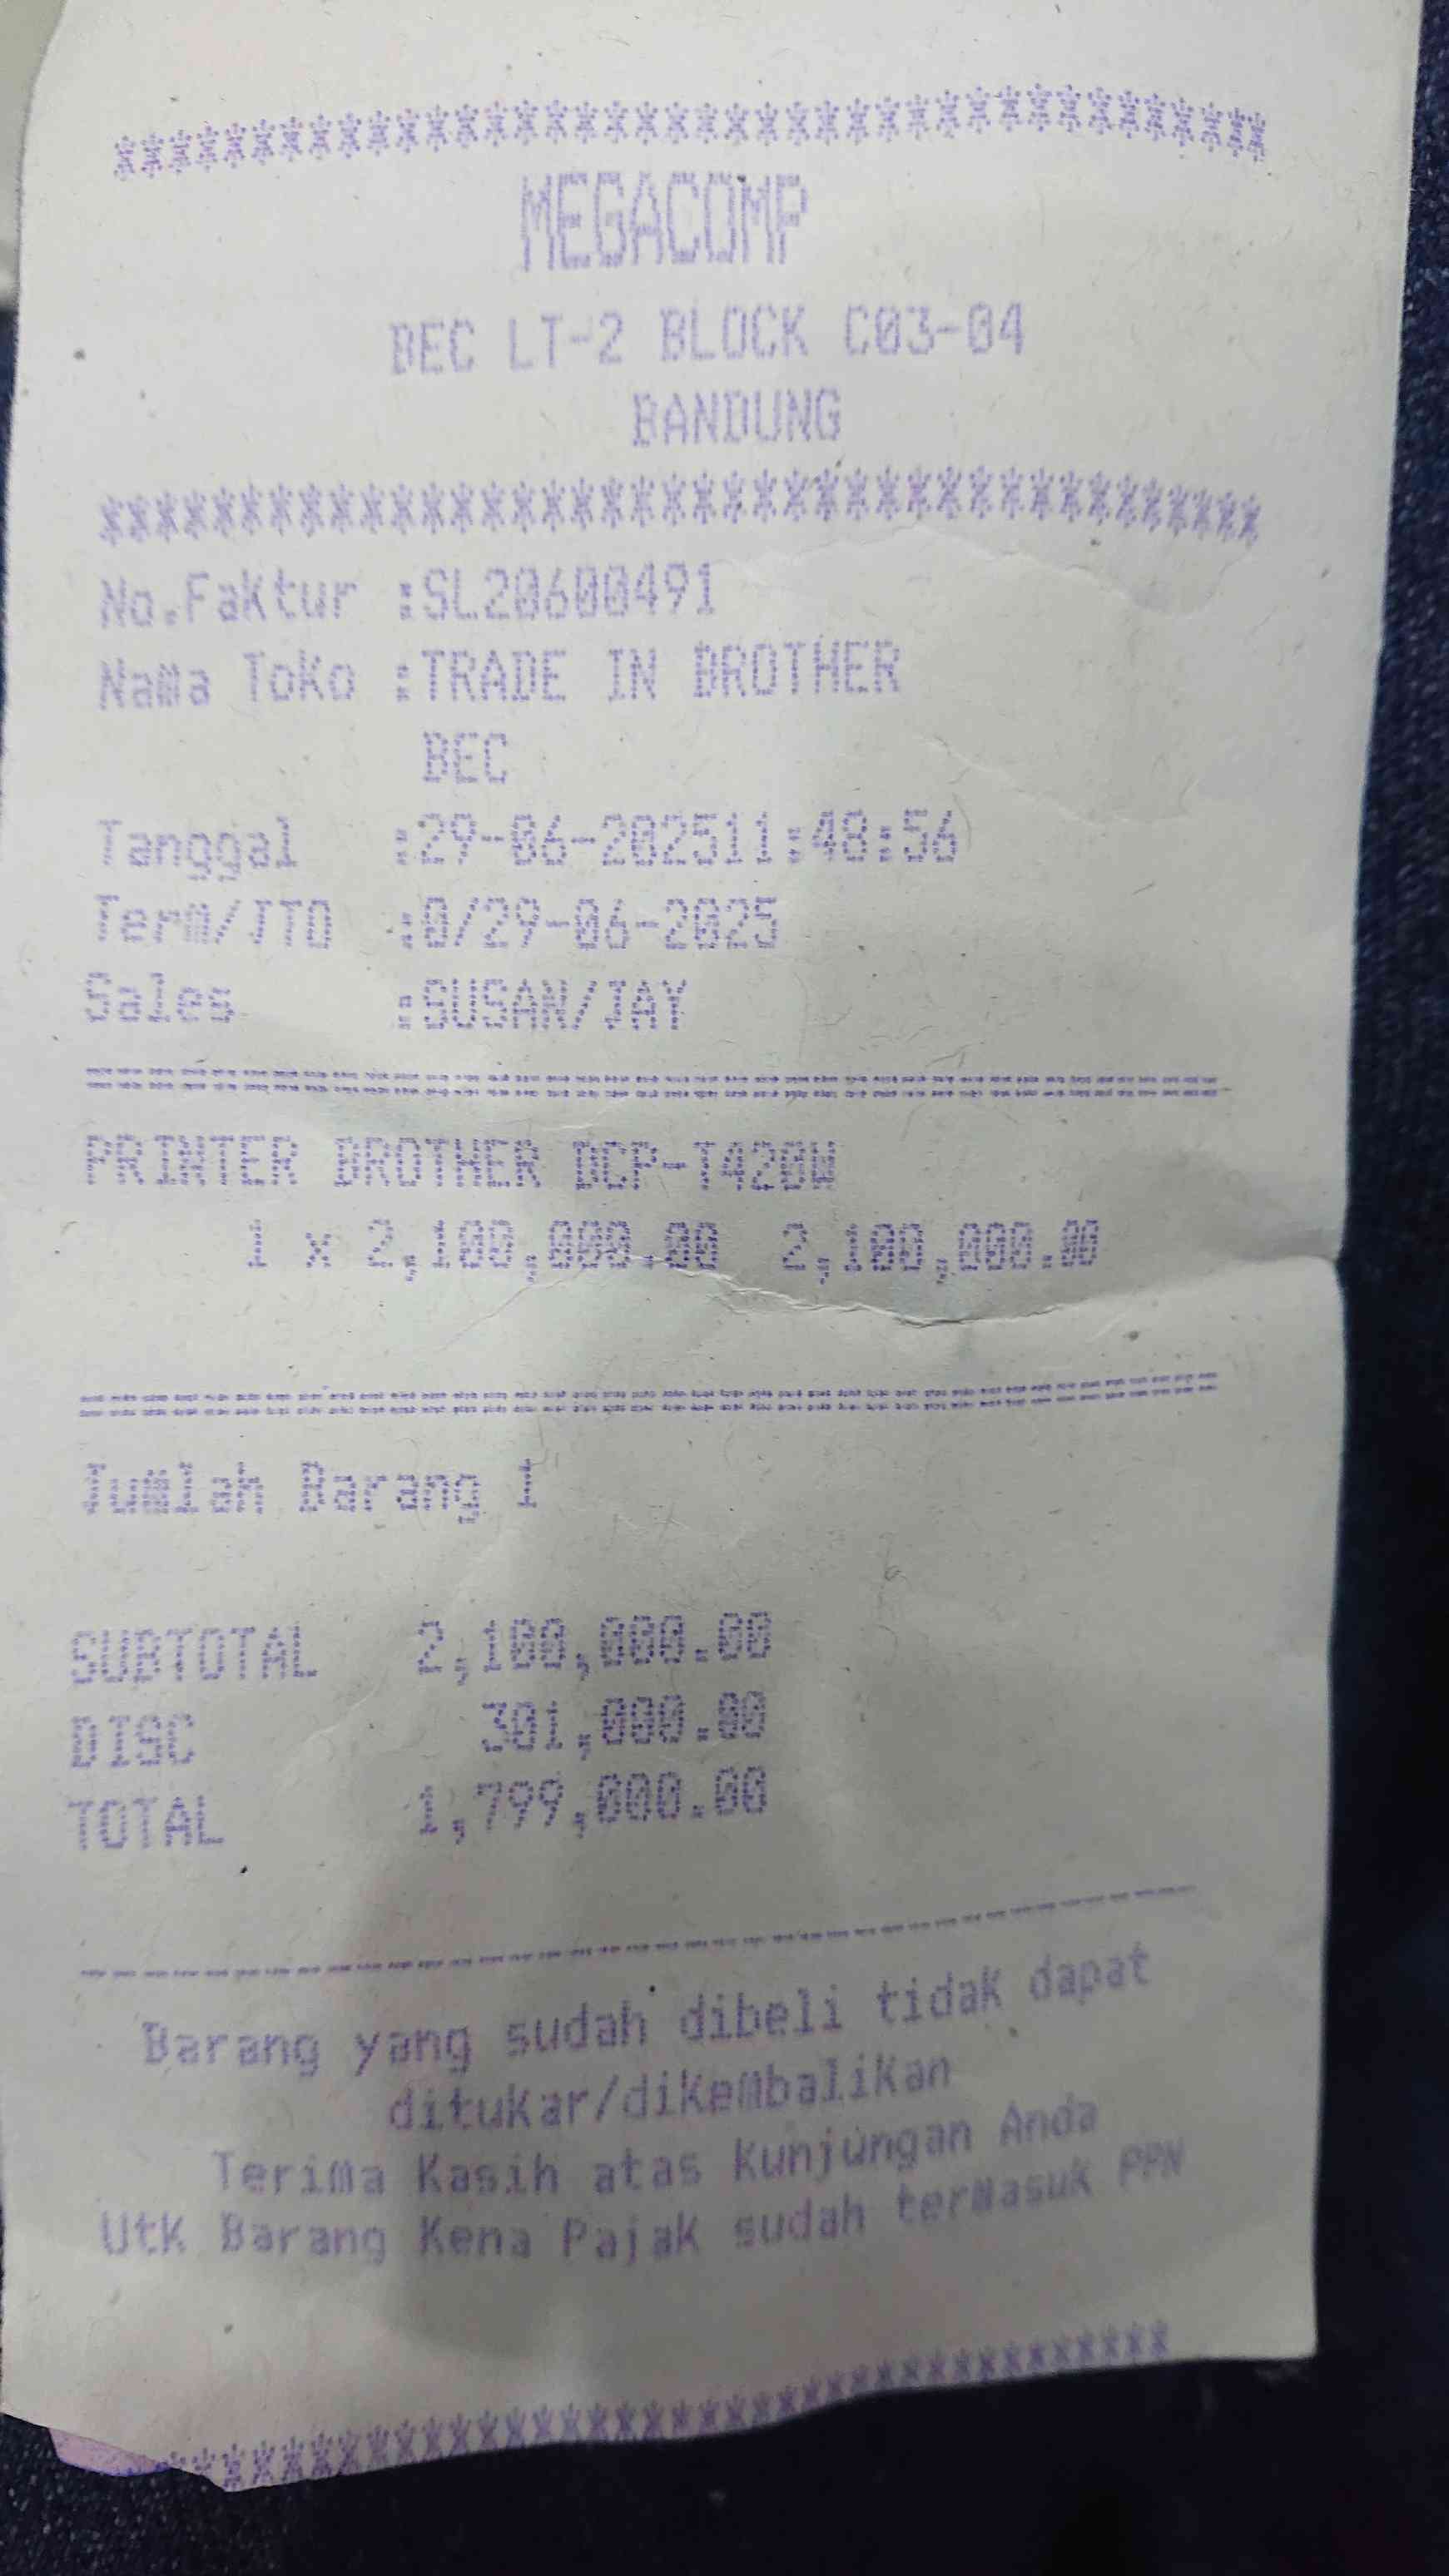 ****************************************
MEGACOMP
BEC LT-2 BLOCK C03-04
BANDUNG
****************************************
No.Faktur :SL20600491
Nama Toko :TRADE IN BROTHER
BEC
Tanggal :29-06-202511:48:56
Term/JTO :0/29-06-2025
Sales :SUSAN/IAY
========================================
PRINTER BROTHER DCP-T420W
1 x 2,100,000.00 2,100,000.00
========================================
Jumlah Barang 1
SUBTOTAL 2,100,000.00
DISC 301,000.00
TOTAL 1,799,000.00
----------------------------------------
Barang yang sudah dibeli tidak dapat
ditukar/dikembalikan
Terima Kasih atas Kunjungan Anda
Utk Barang Kena Pajak sudah termasuk PPN
****************************************